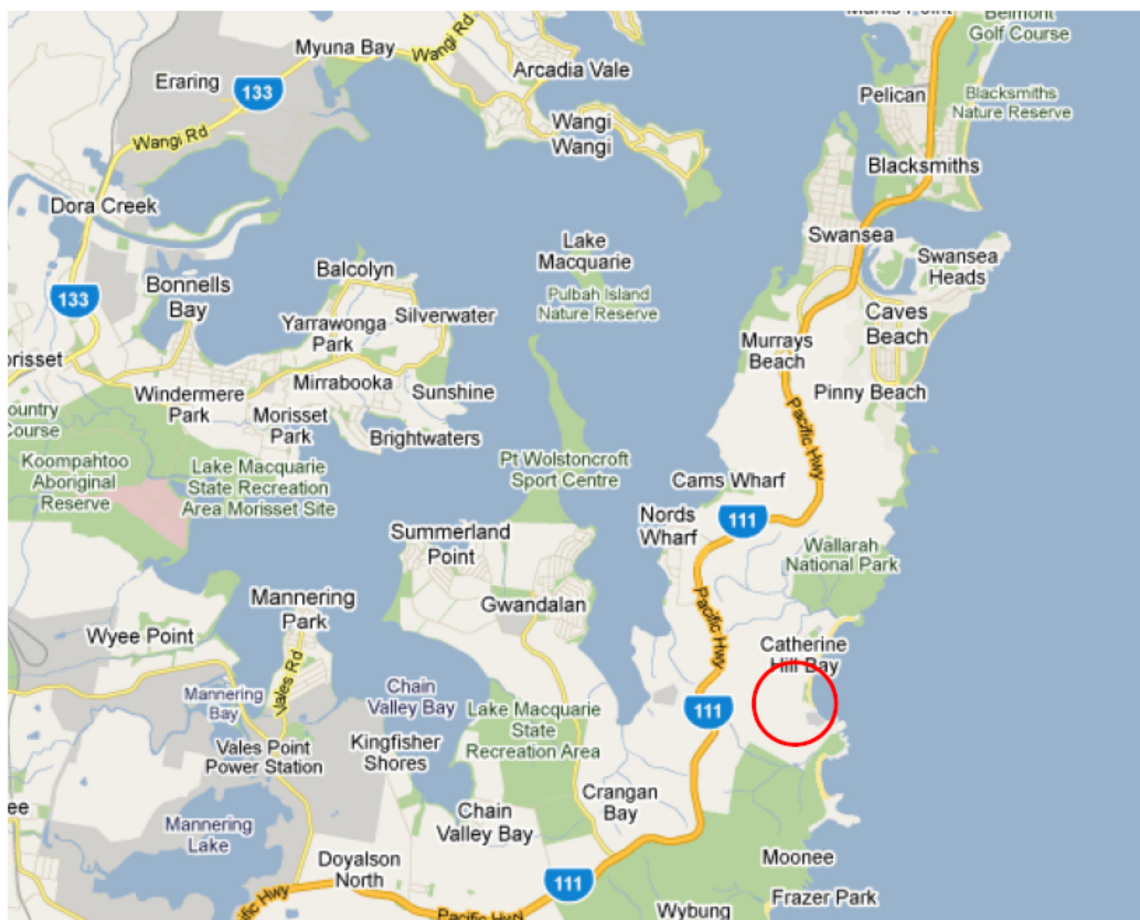 Belmont
Golf Course
Wangi Rd
Myuna Bay
Arcadia Vale
Eraring
133
Pelican
Blacksmiths
Nature Reserve
Wangi
Wangi
Wangi Rd
Blacksmiths
Dora Creek
Swansea
Lake
Macquarie
Swansea
Heads
Balcolyn
Bonnells
Bay
133
Pulbah Island
Nature Reserve
Silverwater
Caves
Beach
Yarrawonga
Park
Murrays
Beach
Mirrabooka
Sunshine
Pinny Beach
Windermere
Park
Morisset
Park
Brightwaters
Pacific Hwy
Koompahtoo
Aboriginal
Reserve
Lake Macquarie
State Recreation
Area Morisset Site
Pt Wolstoncroft
Sport Centre
Cams Wharf
111
Nords
Wharf
Summerland
Point
Wallarah
National Park
Mannering
Park
Gwandalan
Pacific Hwy
Wyee Point
Catherine
Hill Bay
Vales Rd
Mannering
Bay
Chain
Valley Bay
Lake Macquarie
State
Recreation Area
111
Vales Point
Power Station
Kingfisher
Shores
Crangan
Bay
Mannering
Lake
Chain
Valley Bay
Doyalson
North
111
Moonee
Frazer Park
Wybung
Pacific Hwy